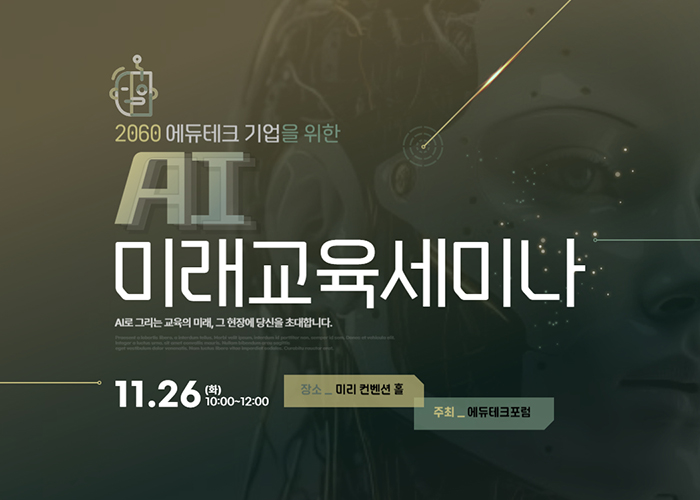 2060 에듀테크 기업을 위한
AI
미래교육세미나
AI로 그리는 교육의 미래, 그 현장에 당신을 초대합니다.
11.26 (화) 10:00~12:00
장소 _ 미리 컨벤션 홀
주최 _ 에듀테크포럼